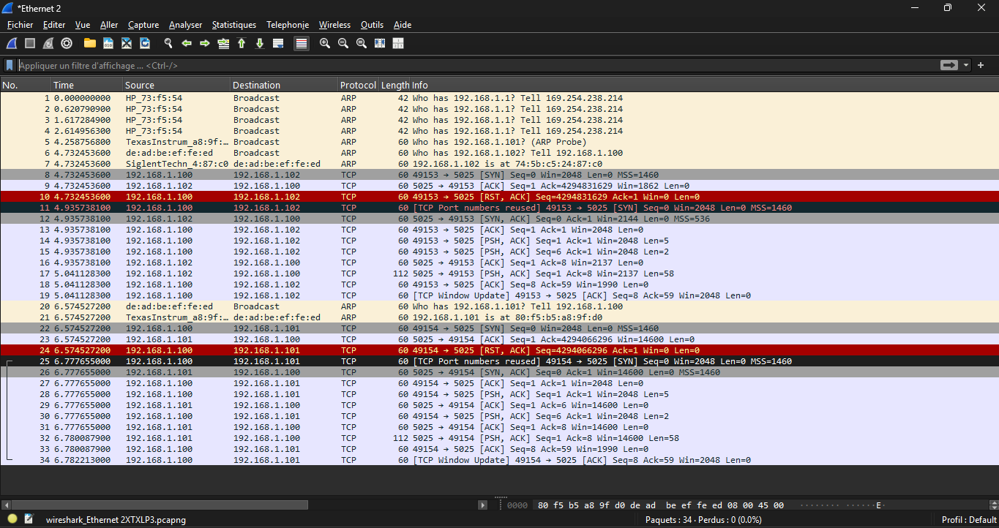 *Ethernet 2
Fichier Editer Vue Aller Capture Analyser Statistiques Telephonie Wireless Outils Aide
Appliquer un filtre d'affichage ... <Ctrl-/>
No. Time Source Destination Protocol Length Info
1 0.000000000 HP_73:f5:54 Broadcast ARP 42 Who has 192.168.1.1? Tell 169.254.238.214
2 0.620790900 HP_73:f5:54 Broadcast ARP 42 Who has 192.168.1.1? Tell 169.254.238.214
3 1.617284900 HP_73:f5:54 Broadcast ARP 42 Who has 192.168.1.1? Tell 169.254.238.214
4 2.614956300 HP_73:f5:54 Broadcast ARP 42 Who has 192.168.1.1? Tell 169.254.238.214
5 4.258756800 TexasInstrum_a8:9f:… Broadcast ARP 60 Who has 192.168.1.101? (ARP Probe)
6 4.732453600 de:ad:be:ef:fe:ed Broadcast ARP 60 Who has 192.168.1.102? Tell 192.168.1.100
7 4.732453600 SiglentTechn_4:87:c0 de:ad:be:ef:fe:ed ARP 60 192.168.1.102 is at 74:5b:c5:24:87:c0
8 4.732453600 192.168.1.100 192.168.1.102 TCP 60 49153 → 5025 [SYN] Seq=0 Win=2048 Len=0 MSS=1460
9 4.732453600 192.168.1.102 192.168.1.100 TCP 60 5025 → 49153 [ACK] Seq=1 Ack=4294831629 Win=1862 Len=0
10 4.732453600 192.168.1.100 192.168.1.102 TCP 60 49153 → 5025 [RST, ACK] Seq=4294831629 Ack=1 Win=0 Len=0
11 4.935738100 192.168.1.100 192.168.1.102 TCP 60 [TCP Port numbers reused] 49153 → 5025 [SYN] Seq=0 Win=2048 Len=0 MSS=1460
12 4.935738100 192.168.1.102 192.168.1.100 TCP 60 5025 → 49153 [SYN, ACK] Seq=0 Ack=1 Win=2144 Len=0 MSS=536
13 4.935738100 192.168.1.100 192.168.1.102 TCP 60 49153 → 5025 [ACK] Seq=1 Ack=1 Win=2048 Len=0
14 4.935738100 192.168.1.100 192.168.1.102 TCP 60 49153 → 5025 [PSH, ACK] Seq=1 Ack=1 Win=2048 Len=5
15 4.935738100 192.168.1.100 192.168.1.102 TCP 60 49153 → 5025 [PSH, ACK] Seq=6 Ack=1 Win=2048 Len=2
16 4.935738100 192.168.1.102 192.168.1.100 TCP 60 5025 → 49153 [ACK] Seq=1 Ack=8 Win=2137 Len=0
17 5.041128300 192.168.1.102 192.168.1.100 TCP 112 5025 → 49153 [PSH, ACK] Seq=1 Ack=8 Win=2137 Len=58
18 5.041128300 192.168.1.100 192.168.1.102 TCP 60 49153 → 5025 [ACK] Seq=8 Ack=59 Win=1990 Len=0
19 5.041128300 192.168.1.100 192.168.1.102 TCP 60 [TCP Window Update] 49153 → 5025 [ACK] Seq=8 Ack=59 Win=2048 Len=0
20 6.574527200 de:ad:be:ef:fe:ed Broadcast ARP 60 Who has 192.168.1.101? Tell 192.168.1.100
21 6.574527200 TexasInstrum_a8:9f:… de:ad:be:ef:fe:ed ARP 60 192.168.1.101 is at 80:f5:b5:a8:9f:d0
22 6.574527200 192.168.1.100 192.168.1.101 TCP 60 49154 → 5025 [SYN] Seq=0 Win=2048 Len=0 MSS=1460
23 6.574527200 192.168.1.101 192.168.1.100 TCP 60 5025 → 49154 [ACK] Seq=1 Ack=4294066296 Win=14600 Len=0
24 6.574527200 192.168.1.100 192.168.1.101 TCP 60 49154 → 5025 [RST, ACK] Seq=4294066296 Ack=1 Win=0 Len=0
25 6.777655000 192.168.1.100 192.168.1.101 TCP 60 [TCP Port numbers reused] 49154 → 5025 [SYN] Seq=0 Win=2048 Len=0 MSS=1460
26 6.777655000 192.168.1.101 192.168.1.100 TCP 60 5025 → 49154 [SYN, ACK] Seq=0 Ack=1 Win=14600 Len=0 MSS=1460
27 6.777655000 192.168.1.100 192.168.1.101 TCP 60 49154 → 5025 [ACK] Seq=1 Ack=1 Win=2048 Len=0
28 6.777655000 192.168.1.100 192.168.1.101 TCP 60 49154 → 5025 [PSH, ACK] Seq=1 Ack=1 Win=2048 Len=5
29 6.777655000 192.168.1.101 192.168.1.100 TCP 60 5025 → 49154 [ACK] Seq=1 Ack=6 Win=14600 Len=0
30 6.777655000 192.168.1.100 192.168.1.101 TCP 60 49154 → 5025 [PSH, ACK] Seq=6 Ack=1 Win=2048 Len=2
31 6.777655000 192.168.1.101 192.168.1.100 TCP 60 5025 → 49154 [ACK] Seq=1 Ack=8 Win=14600 Len=0
32 6.780087900 192.168.1.101 192.168.1.100 TCP 112 5025 → 49154 [PSH, ACK] Seq=1 Ack=8 Win=14600 Len=58
33 6.780087900 192.168.1.100 192.168.1.101 TCP 60 49154 → 5025 [ACK] Seq=8 Ack=59 Win=1990 Len=0
34 6.782213000 192.168.1.100 192.168.1.101 TCP 60 [TCP Window Update] 49154 → 5025 [ACK] Seq=8 Ack=59 Win=2048 Len=0
0000 80 f5 b5 a8 9f d0 de ad be ef fe ed 08 00 45 00 ········ ······E·
wireshark_Ethernet 2XTXLP3.pcapng Paquets : 34 · Perdus : 0 (0.0%) Profil : Default